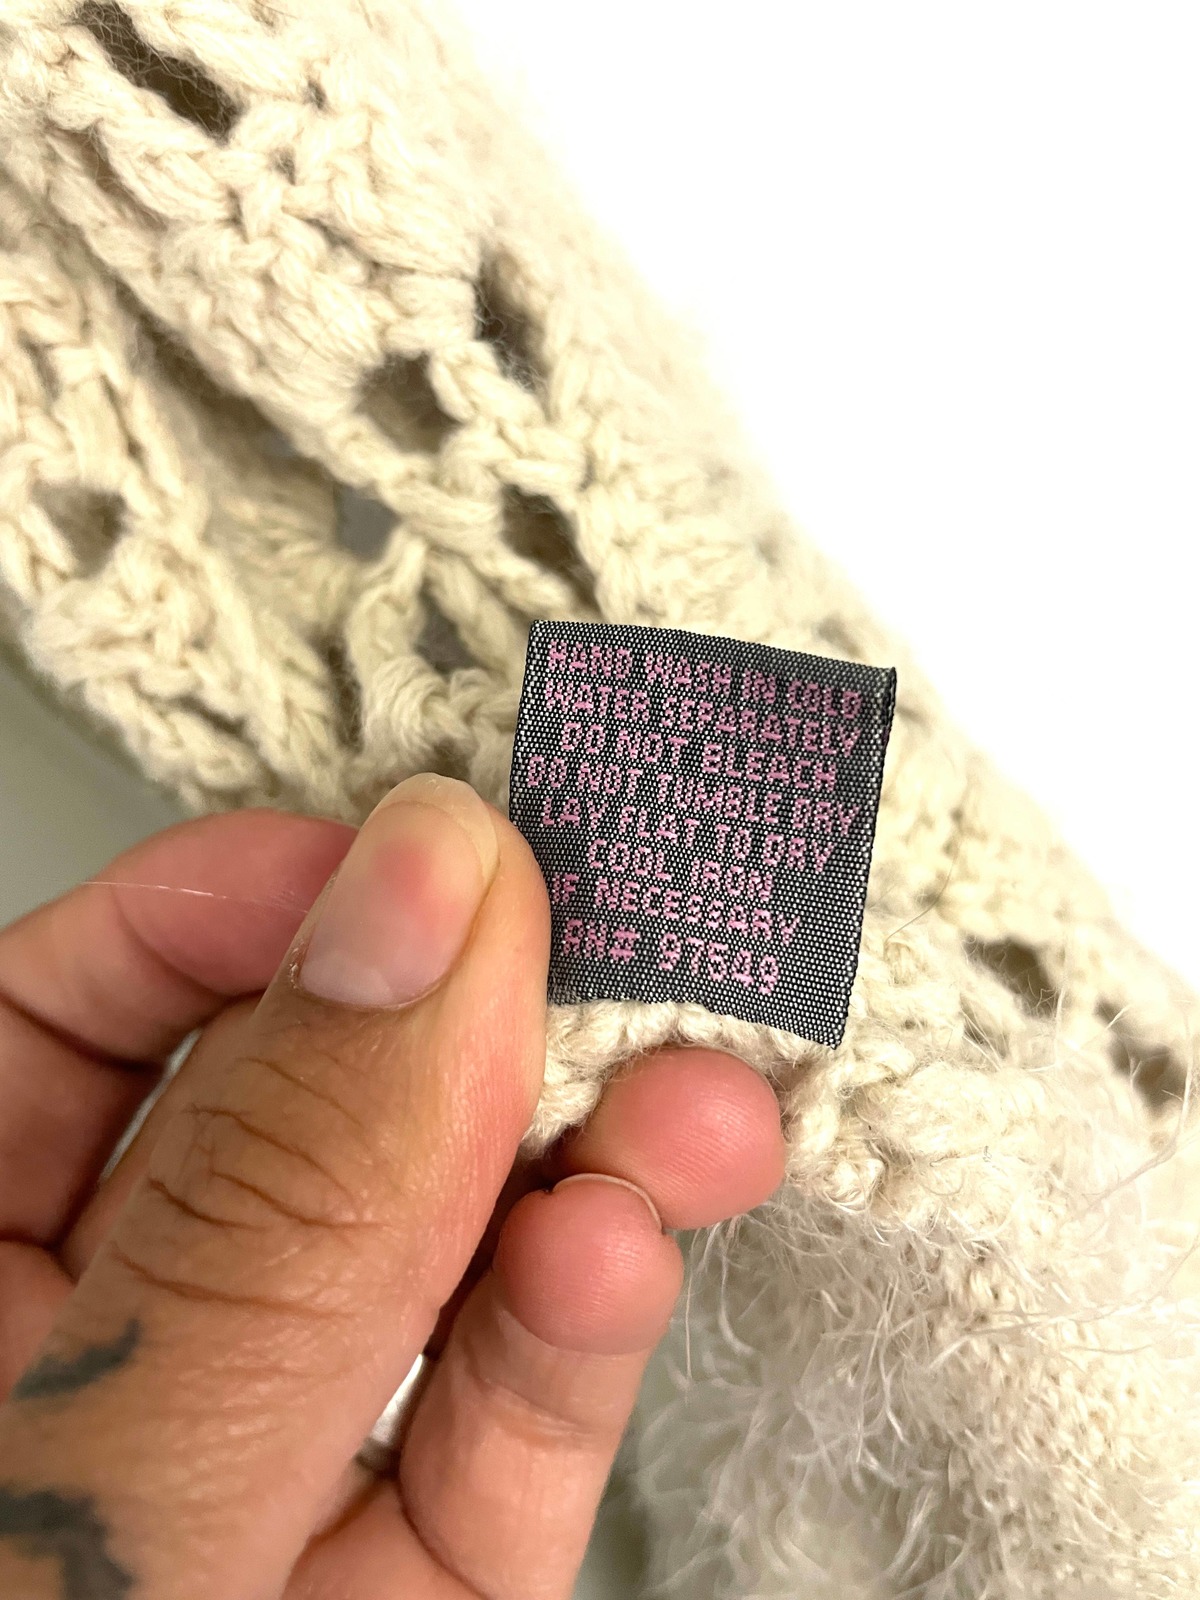 HAND WASH IN COLD
WATER SEPARATELY
DO NOT BLEACH
DO NOT TUMBLE DRY
LAY FLAT TO DRY
COOL IRON
IF NECESSARY
RN# 97549